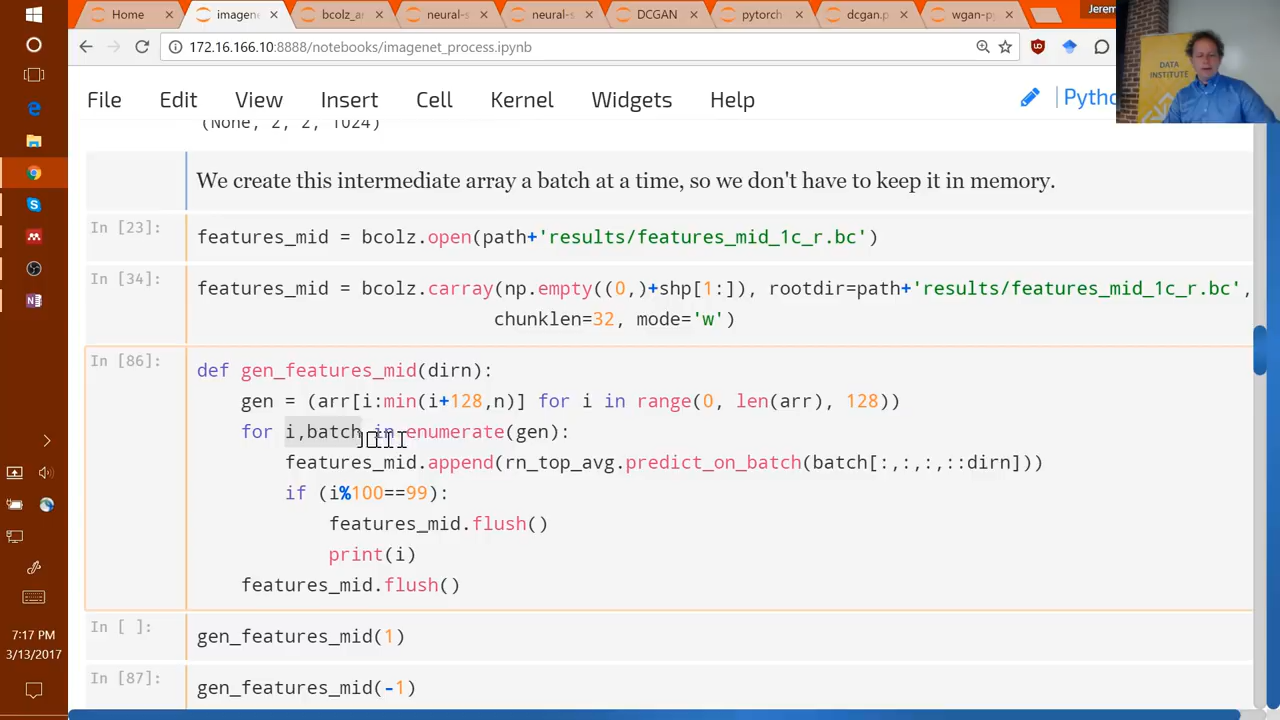 Home
imagene
bcolz_ar
neural-s
neural-s
DCGAN
pytorch
dcgan.p
wgan-py
Jerem
172.16.166.10:8888/notebooks/imagenet_process.ipynb
DATA
INSTITUTE
File Edit View Insert Cell Kernel Widgets Help
Pytho
(None, 2, 2, 1024)
We create this intermediate array a batch at a time, so we don't have to keep it in memory.
In [23]:
features_mid = bcolz.open(path+'results/features_mid_1c_r.bc')
In [34]:
features_mid = bcolz.carray(np.empty((0,)+shp[1:]), rootdir=path+'results/features_mid_1c_r.bc',
chunklen=32, mode='w')
In [86]:
def gen_features_mid(dirn):
gen = (arr[i:min(i+128,n)] for i in range(0, len(arr), 128))
for i,batch in enumerate(gen):
features_mid.append(rn_top_avg.predict_on_batch(batch[:,:,:,::dirn]))
if (i%100==99):
features_mid.flush()
print(i)
features_mid.flush()
In [ ]:
gen_features_mid(1)
In [87]:
gen_features_mid(-1)
7:17 PM
3/13/2017